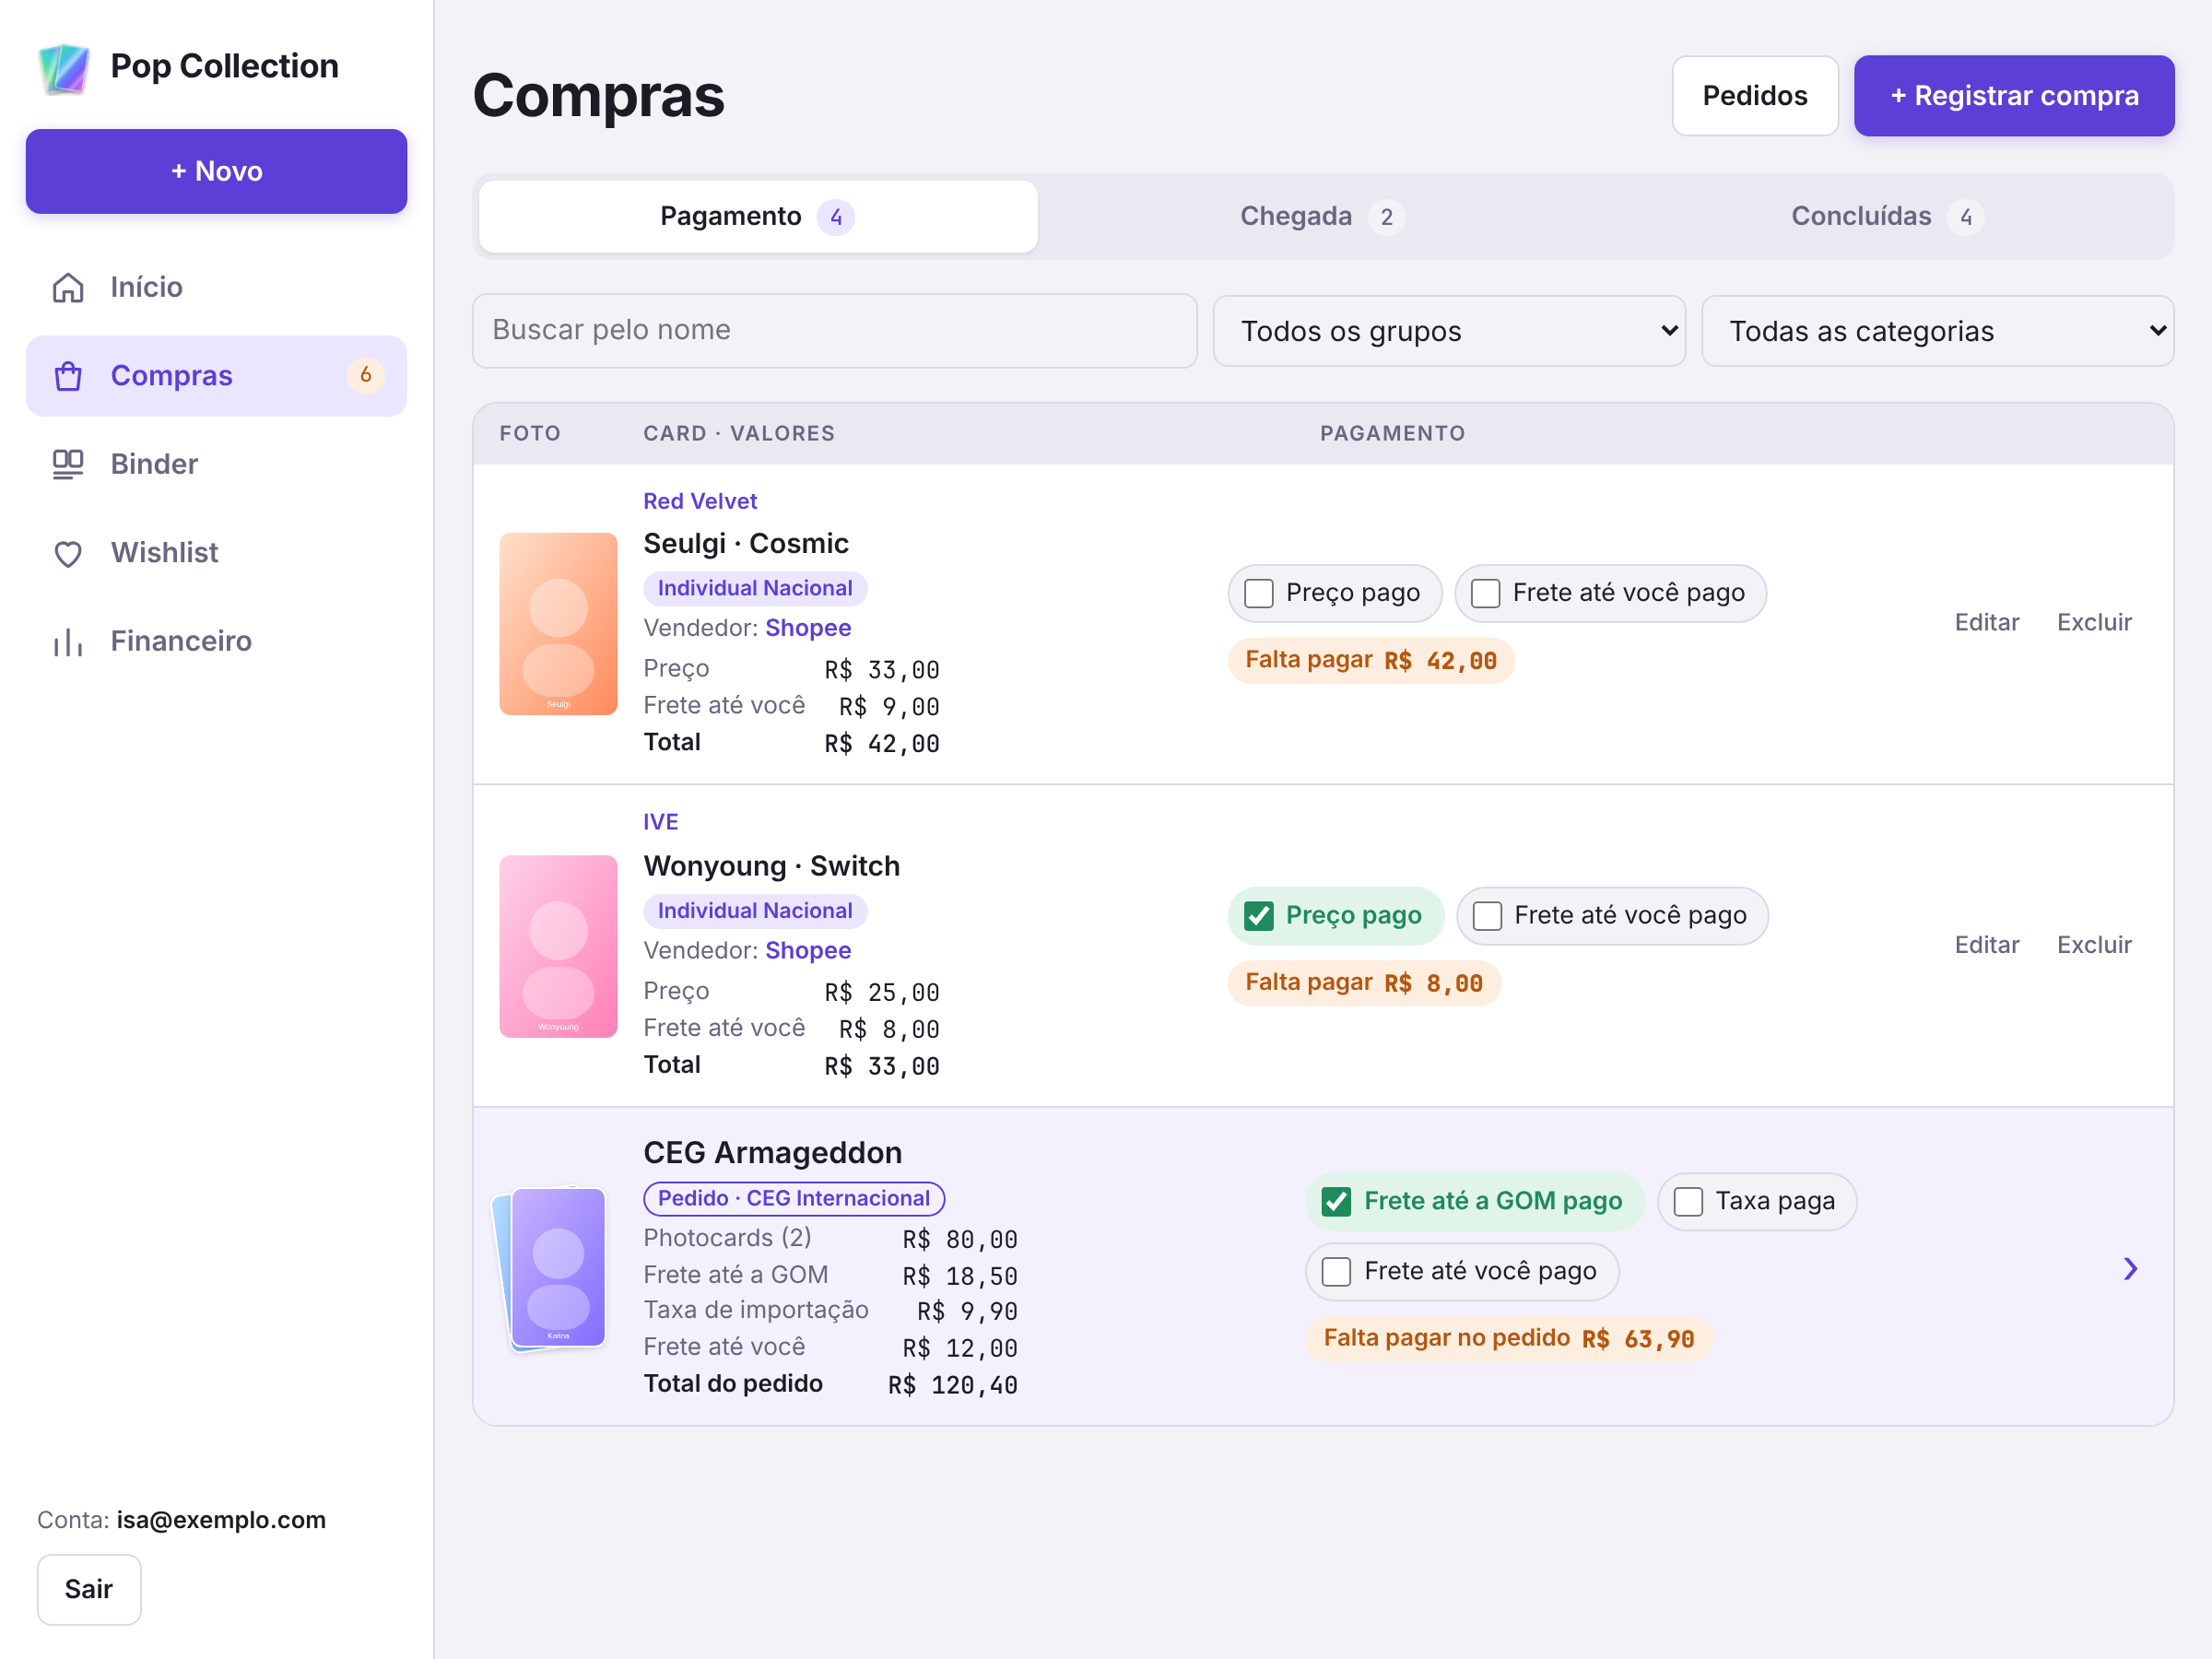 Pop Collection
+ Novo
Início
Compras 6
Binder
Wishlist
Financeiro
Conta: isa@exemplo.com
Sair
Compras
Pedidos
+ Registrar compra
Pagamento 4
Chegada 2
Concluídas 4
Buscar pelo nome
Todos os grupos
Todas as categorias
FOTO CARD · VALORES PAGAMENTO
Seulgi
Red Velvet
Seulgi · Cosmic
Individual Nacional
Vendedor: Shopee
Preço R$ 33,00
Frete até você R$ 9,00
Total R$ 42,00
Preço pago
Frete até você pago
Falta pagar R$ 42,00
Editar
Excluir
Wonyoung
IVE
Wonyoung · Switch
Individual Nacional
Vendedor: Shopee
Preço R$ 25,00
Frete até você R$ 8,00
Total R$ 33,00
Preço pago
Frete até você pago
Falta pagar R$ 8,00
Editar
Excluir
Karina
CEG Armageddon
Pedido · CEG Internacional
Photocards (2) R$ 80,00
Frete até a GOM R$ 18,50
Taxa de importação R$ 9,90
Frete até você R$ 12,00
Total do pedido R$ 120,40
Frete até a GOM pago
Taxa paga
Frete até você pago
Falta pagar no pedido R$ 63,90